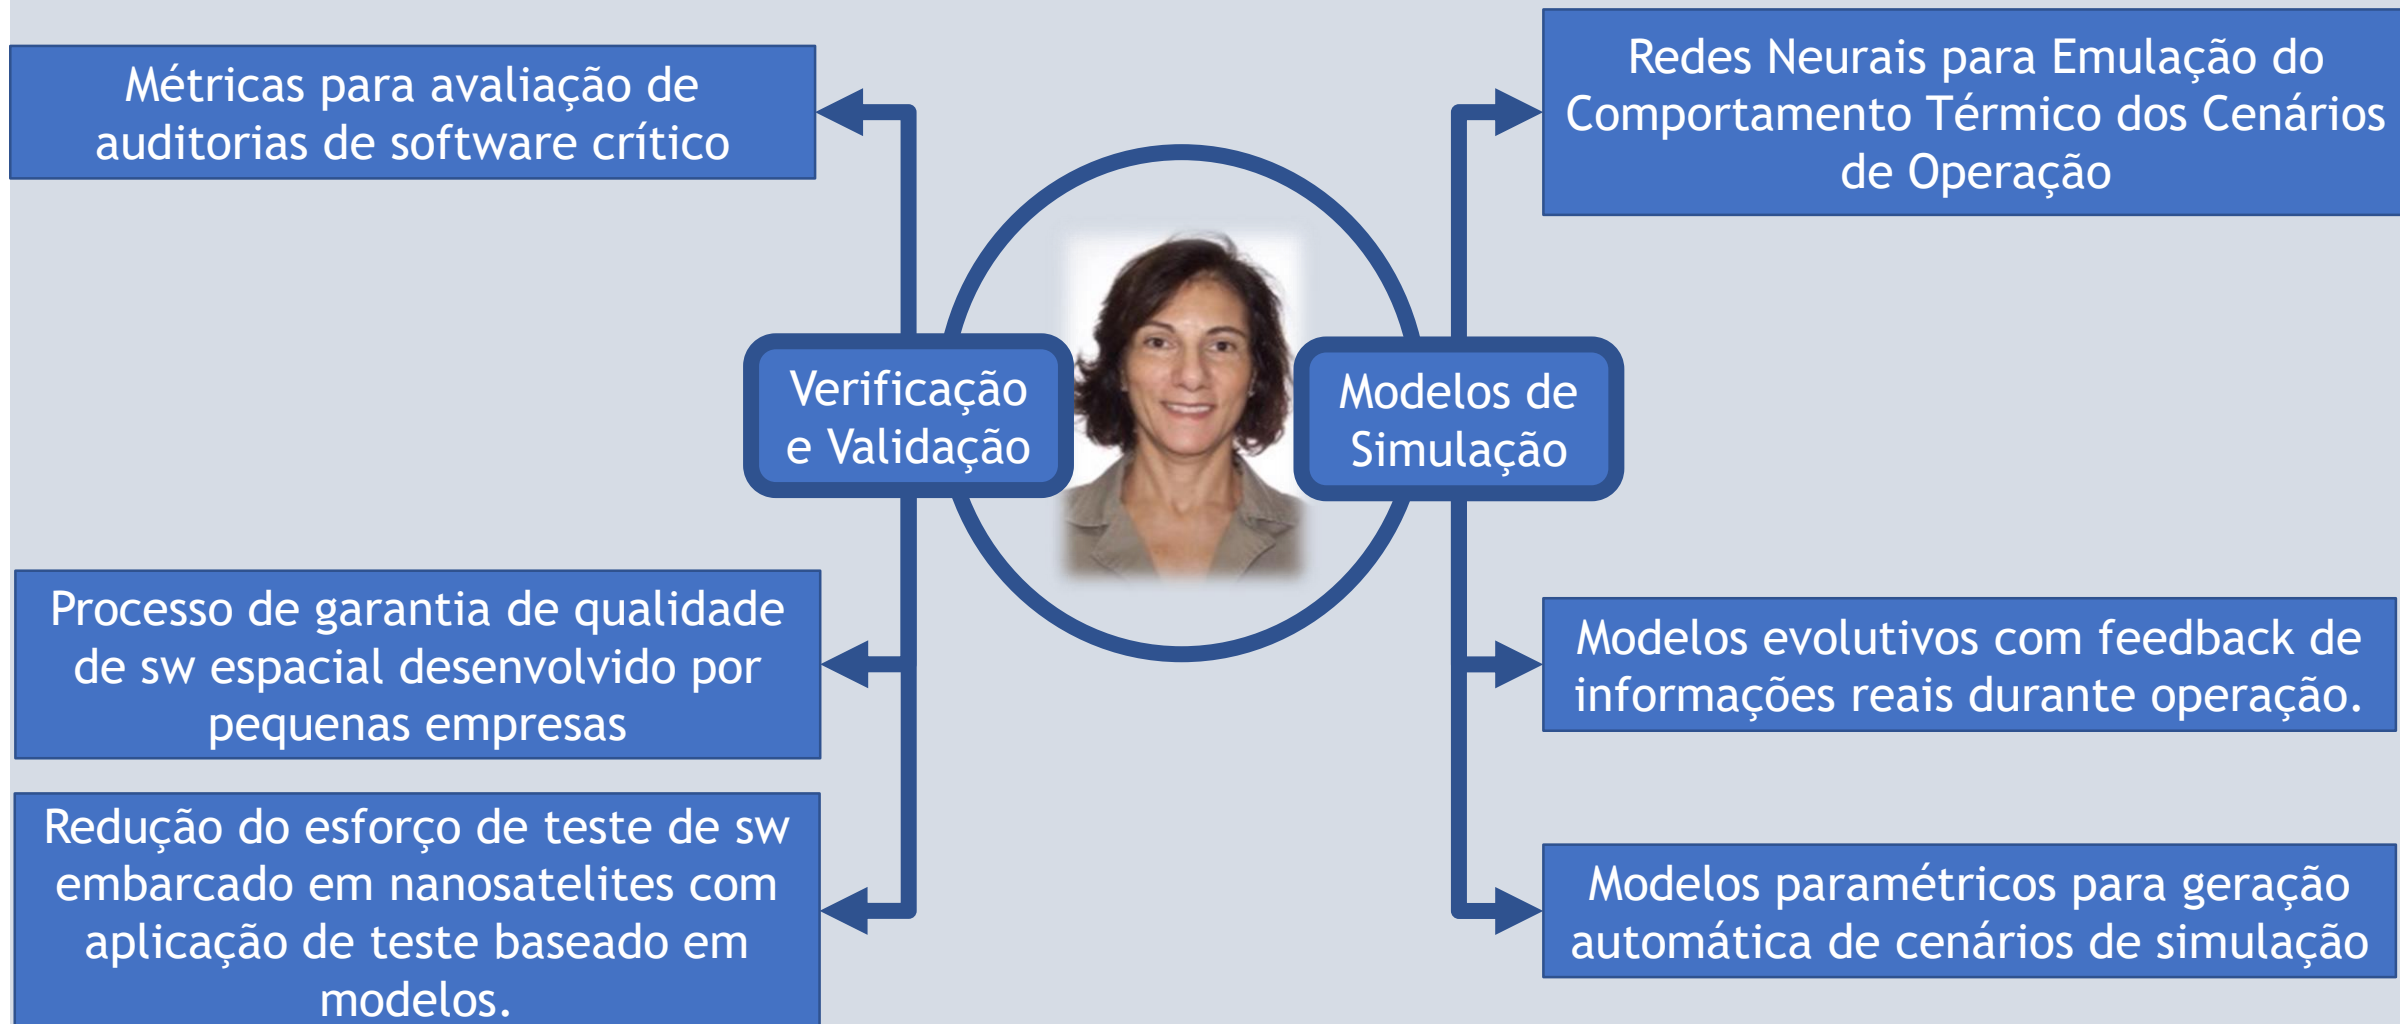 Métricas para avaliação de
auditorias de software crítico
Redes Neurais para Emulação do
Comportamento Térmico dos Cenários
de Operação
Verificação
e Validação
Modelos de
Simulação
Processo de garantia de qualidade
de sw espacial desenvolvido por
pequenas empresas
Redução do esforço de teste de sw
embarcado em nanosatelites com
aplicação de teste baseado em
modelos.
Modelos evolutivos com feedback de
informações reais durante operação.
Modelos paramétricos para geração
automática de cenários de simulação